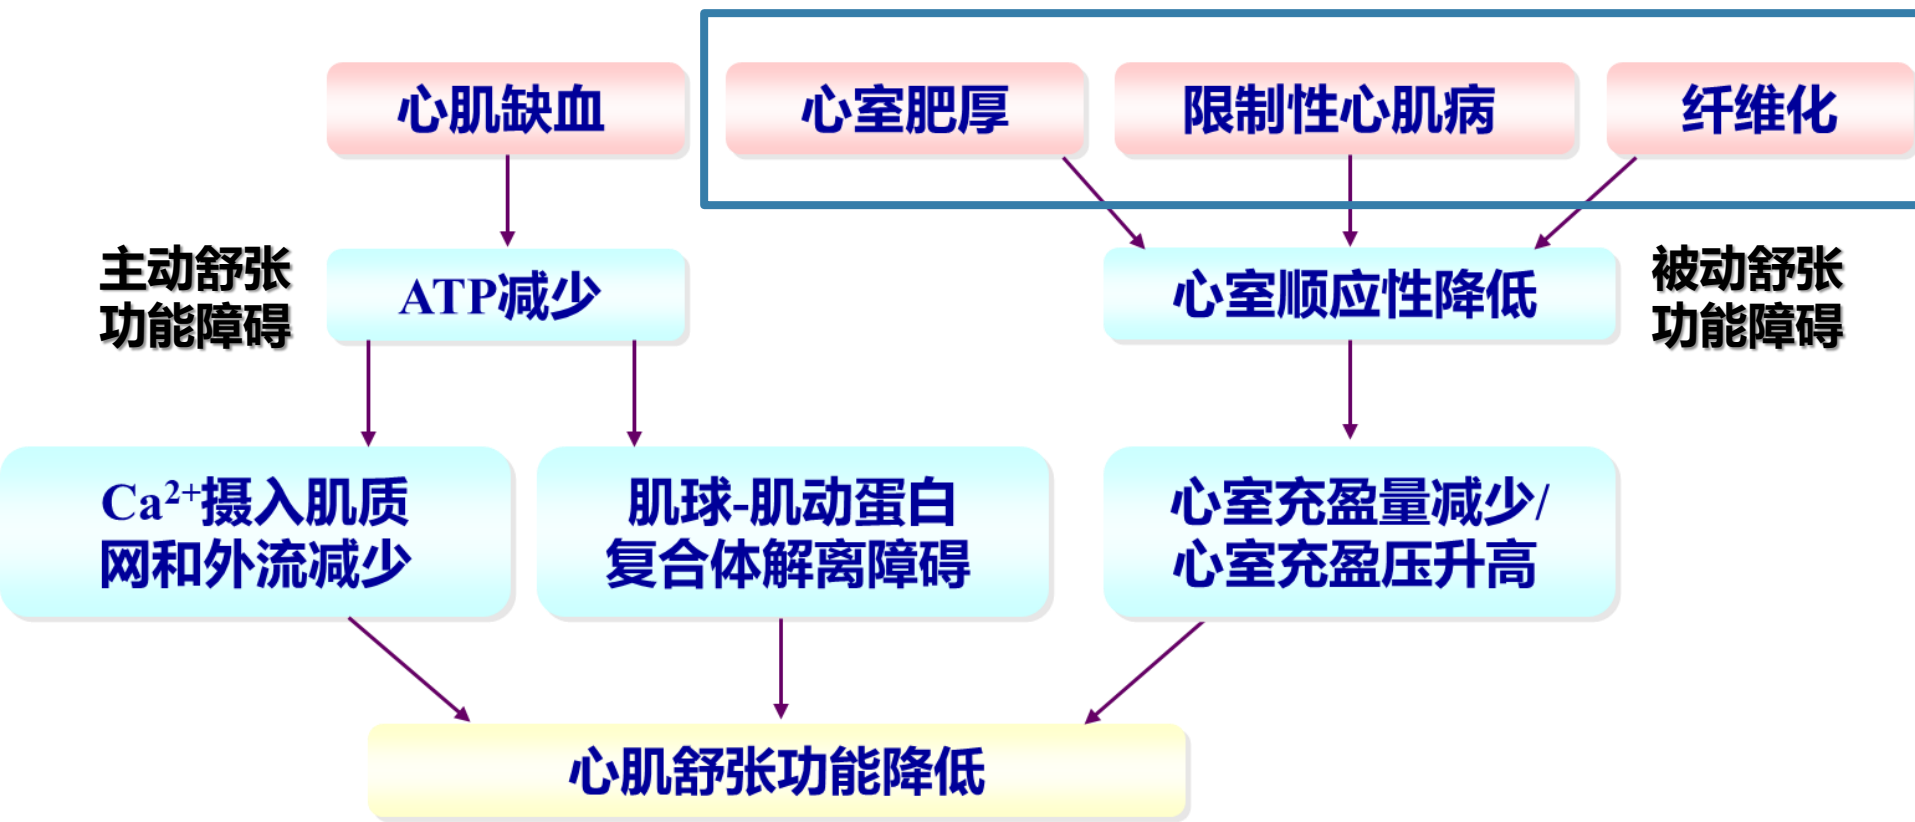 心肌缺血
心室肥厚
限制性心肌病
纤维化
主动舒张
功能障碍
ATP减少
心室顺应性降低
被动舒张
功能障碍
Ca²⁺摄入肌质
网和外流减少
肌球-肌动蛋白
复合体解离障碍
心室充盈量减少/
心室充盈压升高
心肌舒张功能降低